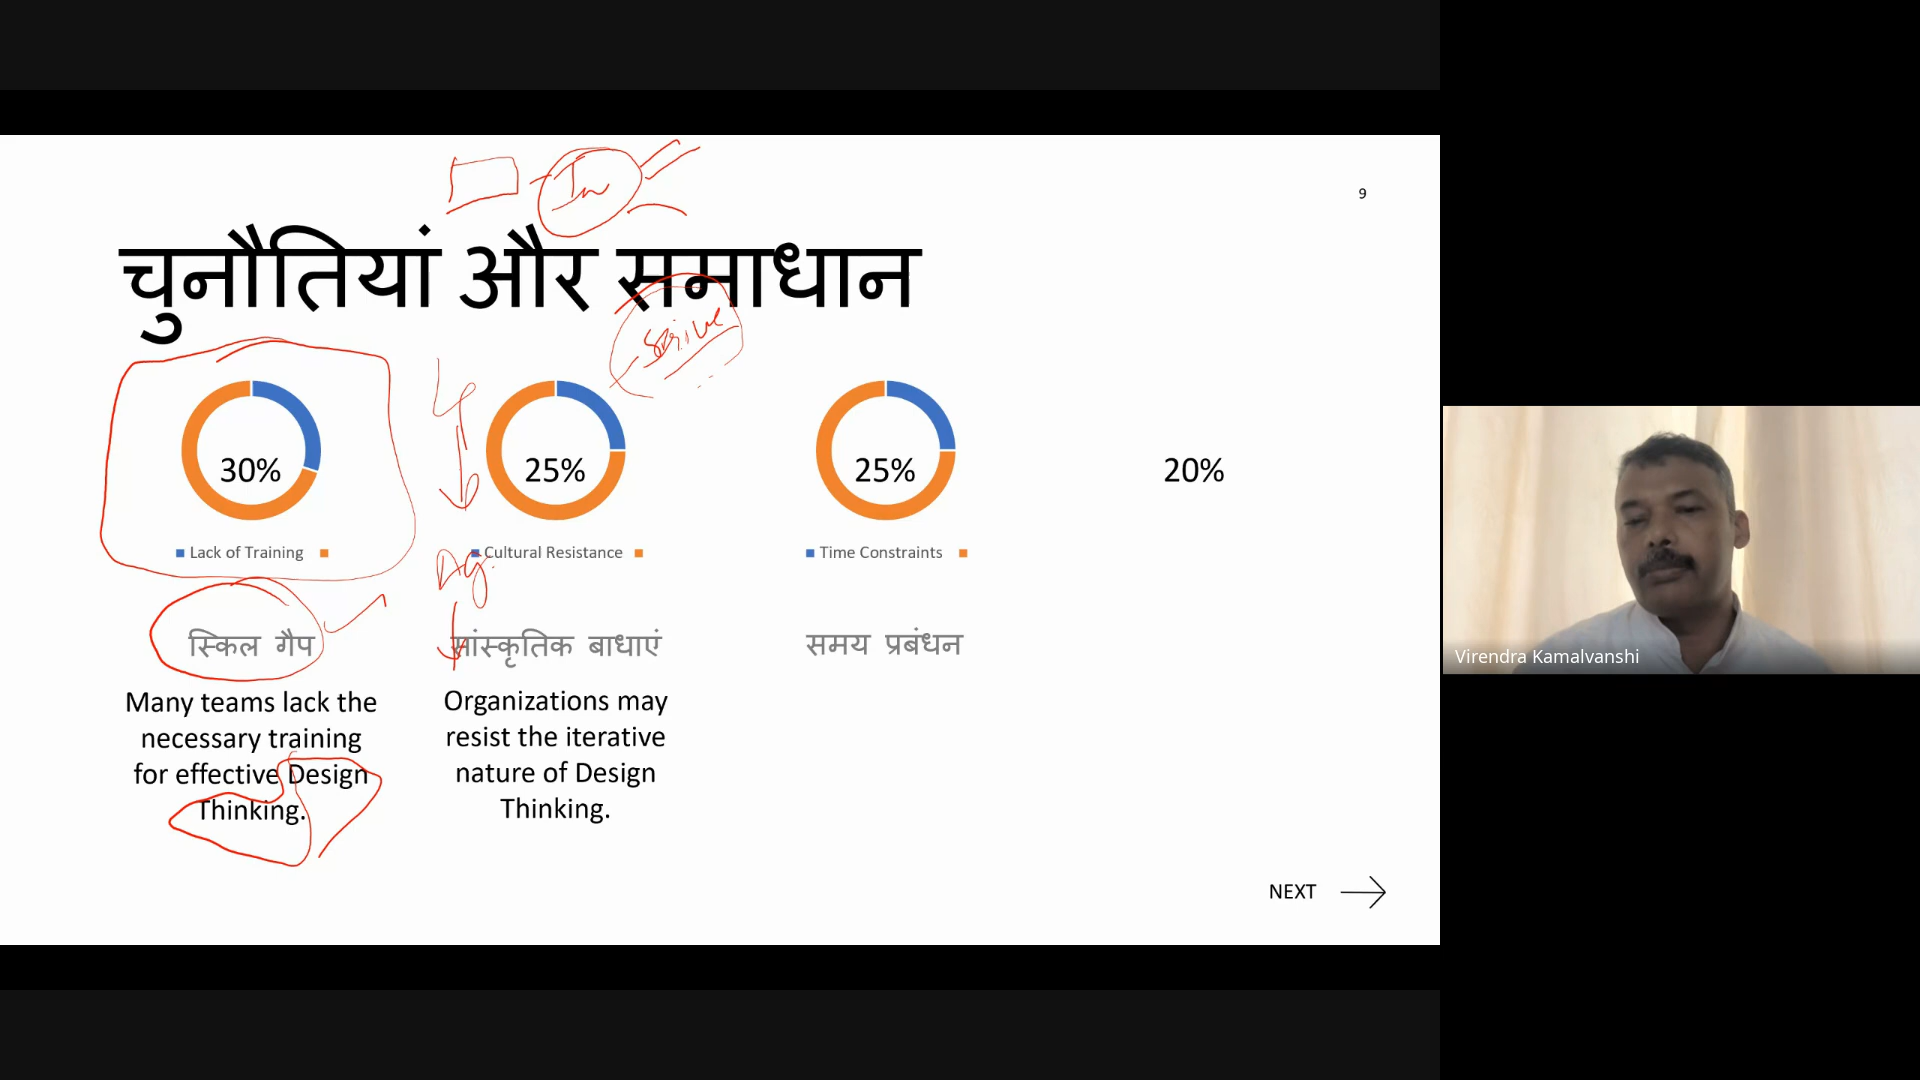 In
9
चुनौतियां और समाधान
30%
25%
25%
20%
Lack of Training
Cultural Resistance
Time Constraints
स्किल गैप
सांस्कृतिक बाधाएं
समय प्रबंधन
Many teams lack the
necessary training
for effective Design
Thinking.
Organizations may
resist the iterative
nature of Design
Thinking.
NEXT
Virendra Kamalvanshi